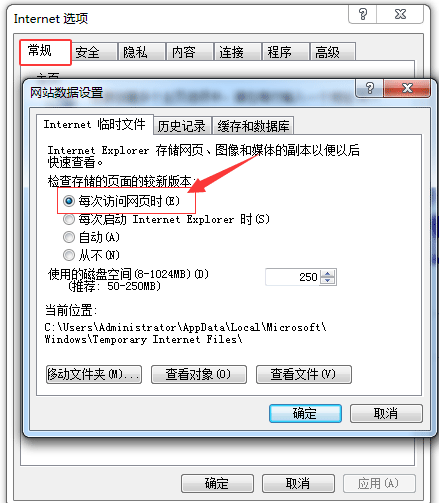 Internet 选项
常规 安全 隐私 内容 连接 程序 高级
主页
网站数据设置
Internet 临时文件 历史记录 缓存和数据库
Internet Explorer 存储网页、图像和媒体的副本以便以后
快速查看。
检查存储的页面的较新版本:
每次访问网页时(E)
每次启动 Internet Explorer 时(S)
自动(A)
从不(N)
使用的磁盘空间(8-1024MB)(D) 250
(推荐: 50-250MB)
当前位置:
C:\Users\Administrator\AppData\Local\Microsoft\
Windows\Temporary Internet Files\
移动文件夹(M)... 查看对象(O) 查看文件(V)
确定 取消
确定 取消 应用(A)